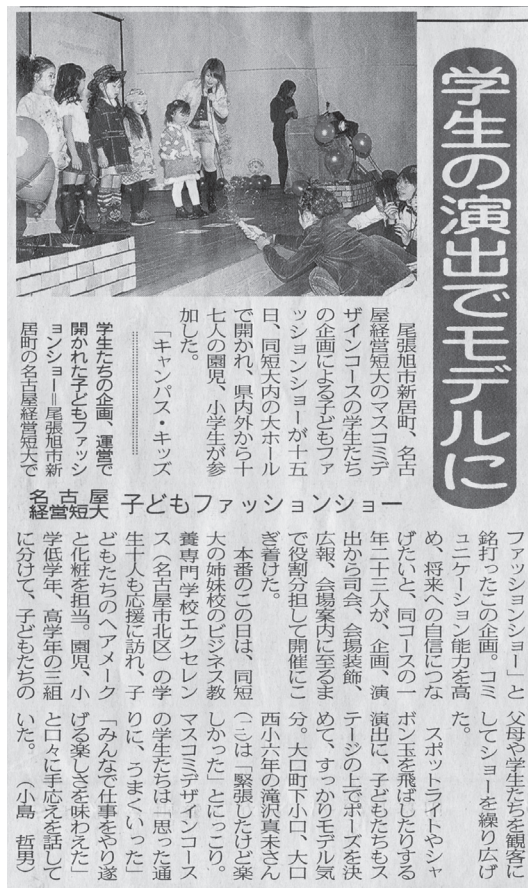 学生の演出でモデルに
名古屋
経営短大
子どもファッションショー
尾張旭市新居町、名古
屋経営短大のマスコミデ
ザインコースの学生たち
の企画による子どもファ
ッションショーが十五
日、同短大内の大ホール
で開かれ、県内外から十
七人の園児、小学生が参
加した。
「キャンパス・キッズ
学生たちの企画、運営で
開かれた子どもファッシ
ョンショー＝尾張旭市新
居町の名古屋経営短大で
ファッションショー」と
銘打ったこの企画。コミ
ュニケーション能力を高
め、将来への自信につな
げたいと、同コースの一
年二十三人が、企画、演
出から司会、会場装飾、
広報、会場案内に至るま
で役割分担して開催にこ
ぎ着けた。
本番のこの日は、同短
大の姉妹校のビジネス教
養専門学校エクセレン
ス（名古屋市北区）の学
生十人も応援に訪れ、子
どもたちのヘアメーク
と化粧を担当。園児、小
学低学年、高学年の三組
に分けて、子どもたちの
父母や学生たちを観客に
してショーを繰り広げ
た。
スポットライトやシャ
ボン玉を飛ばしたりする
演出に、子どもたちもス
テージの上でポーズを決
めて、すっかりモデル気
分。大口町下小口、大口
西小六年の滝沢真未さん
（一二）は「緊張したけど楽
しかった」とにっこり。
マスコミデザインコース
の学生たちは「思った通
りに、うまくいった」
「みんなで仕事をやり遂
げる楽しさを味わえた」
と口々に手応えを話して
いた。　（小島　哲男）